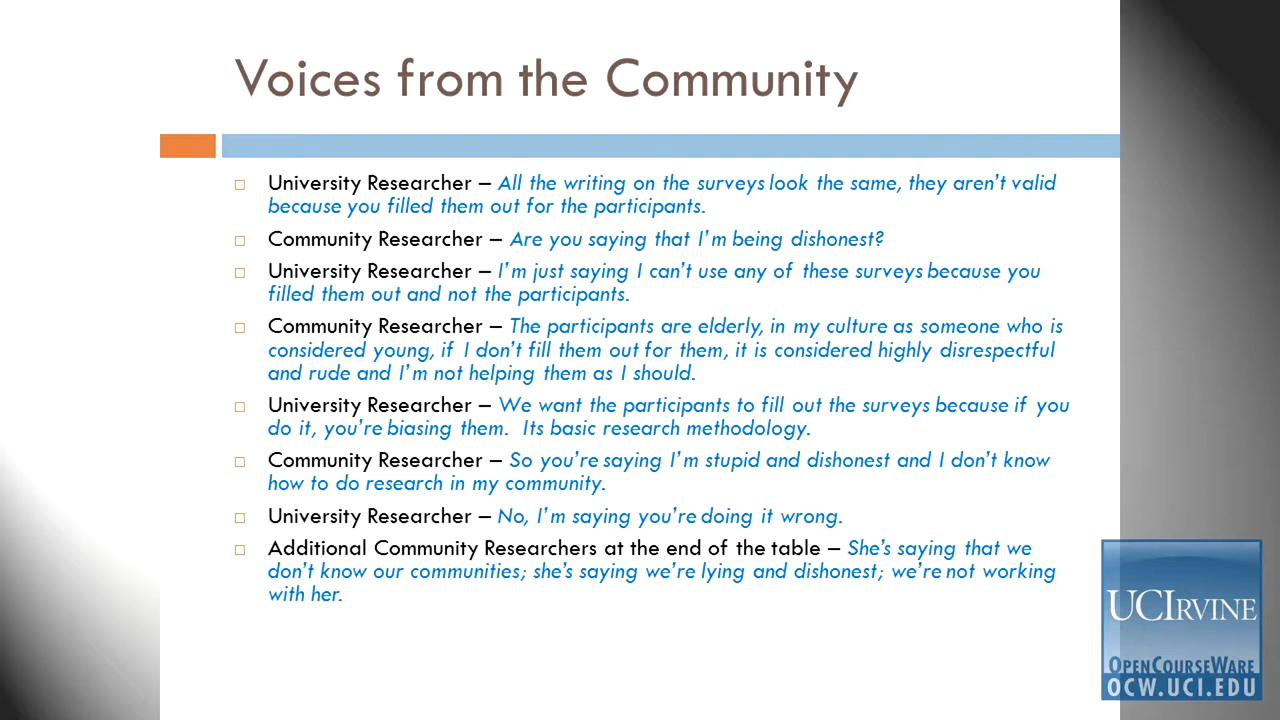 Voices from the Community
University Researcher – All the writing on the surveys look the same, they aren't valid
because you filled them out for the participants.
Community Researcher – Are you saying that I'm being dishonest?
University Researcher – I'm just saying I can't use any of these surveys because you
filled them out and not the participants.
Community Researcher – The participants are elderly, in my culture as someone who is
considered young, if I don't fill them out for them, it is considered highly disrespectful
and rude and I'm not helping them as I should.
University Researcher – We want the participants to fill out the surveys because if you
do it, you're biasing them. Its basic research methodology.
Community Researcher – So you're saying I'm stupid and dishonest and I don't know
how to do research in my community.
University Researcher – No, I'm saying you're doing it wrong.
Additional Community Researchers at the end of the table – She's saying that we
don't know our communities; she's saying we're lying and dishonest; we're not working
with her.
UCIRVINE
OPENCOURSEWARE
OCW.UCI.EDU